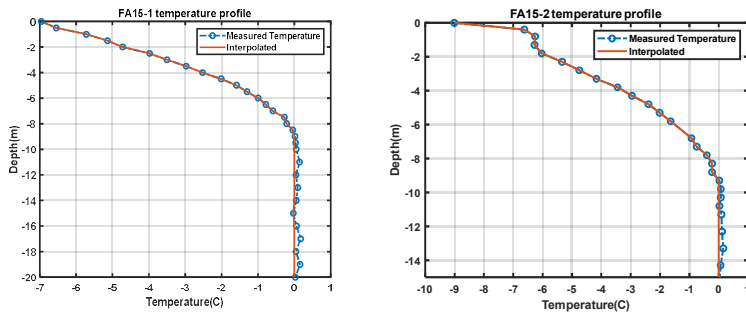 FA15-1 temperature profile
Measured Temperature
Interpolated
0
-2
-4
-6
-8
-10
-12
-14
-16
-18
-20
Depth(m)
-7 -6 -5 -4 -3 -2 -1 0 1
Temperature(C)
FA15-2 temperature profile
Measured Temperature
Interpolated
0
-2
-4
-6
-8
-10
-12
-14
Depth(m)
-10 -9 -8 -7 -6 -5 -4 -3 -2 -1 0 1
Temperature(C)